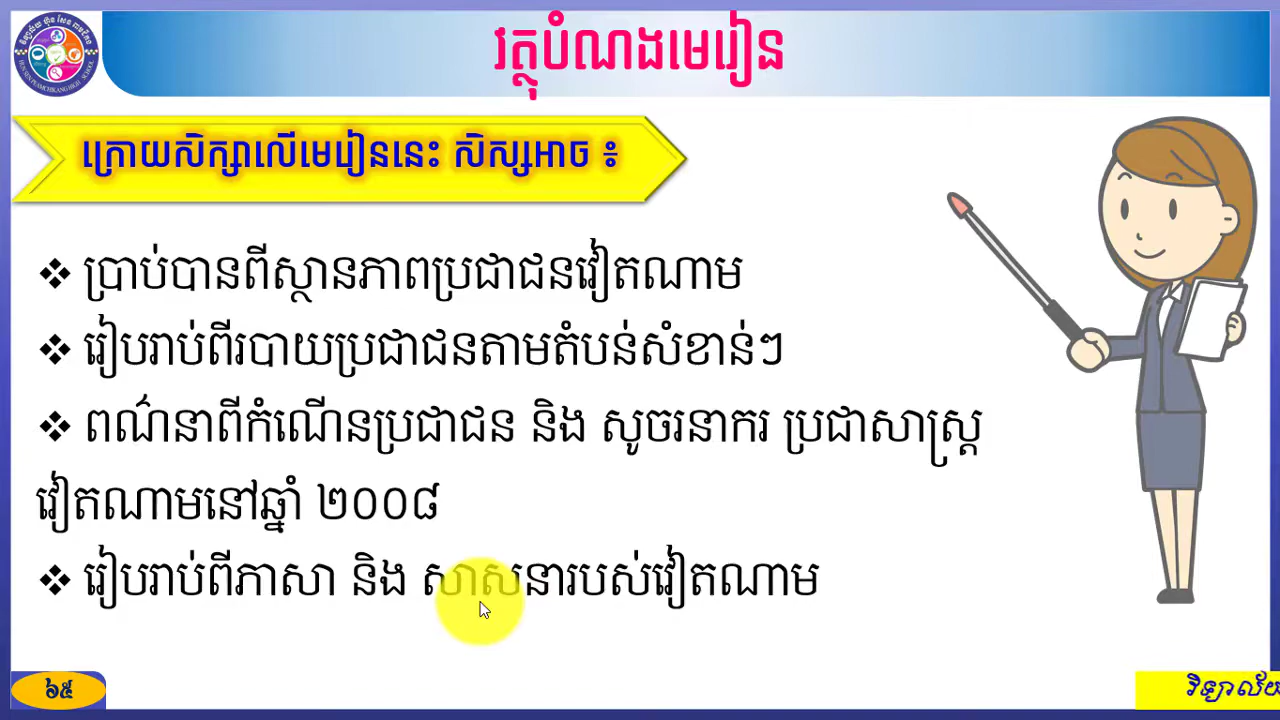 វត្ថុបំណងមេរៀន
ក្រោយសិក្សាលើមេរៀននេះ សិស្សអាច ៖
❖ ប្រាប់បានពីស្ថានភាពប្រជាជនវៀតណាម
❖ រៀបរាប់ពីរបាយប្រជាជនតាមតំបន់សំខាន់ៗ
❖ ពណ៌នាពីកំណើនប្រជាជន និង សូចរនាករ ប្រជាសាស្ត្រ
វៀតណាមនៅឆ្នាំ ២០០៨
❖ រៀបរាប់ពីភាសា និង សាសនារបស់វៀតណាម
៦៥
វិទ្យាល័យ